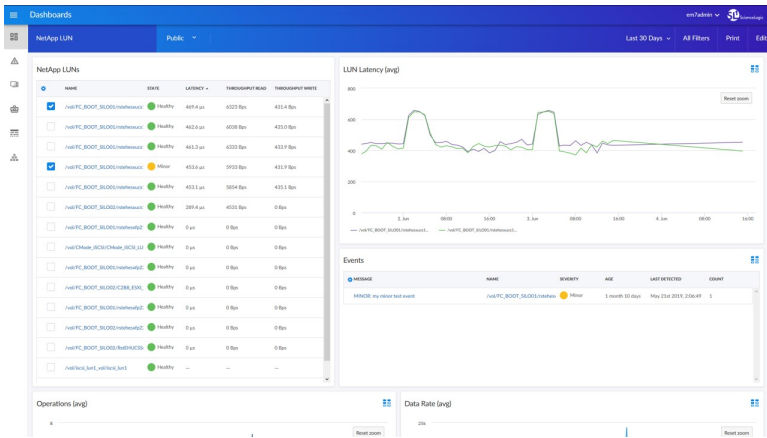 Dashboards
em7admin
SL ScienceLogic
NetApp LUN
Public
Last 30 Days
All Filters
Print
Edit
NetApp LUNs
NAME STATE LATENCY THROUGHPUT READ THROUGHPUT WRITE
Healthy 469.4 µs 6323 Bps 431.4 Bps
Healthy 462.6 µs 6008 Bps 435.0 Bps
Healthy 461.3 µs 6333 Bps 433.9 Bps
Minor 453.6 µs 5933 Bps 431.9 Bps
Healthy 453.1 µs 5854 Bps 435.1 Bps
Healthy 289.4 µs 4531 Bps 0 Bps
Healthy 0 µs 0 Bps 0 Bps
Healthy 0 µs 0 Bps 0 Bps
Healthy 0 µs 0 Bps 0 Bps
Healthy 0 µs 0 Bps 0 Bps
Healthy 0 µs 0 Bps 0 Bps
Healthy 0 µs 0 Bps 0 Bps
Healthy 0 µs 0 Bps 0 Bps
/vol/iscsi_lun1_vol/iscsi_lun1 Healthy -- -- --
LUN Latency (avg)
Reset zoom
800
600
400
200
0
2. Jun 08:00 16:00 3. Jun 08:00 16:00 4. Jun 08:00 16:00
Events
MESSAGE NAME SEVERITY AGE LAST DETECTED COUNT
MINOR: my minor test event Minor 1 month 10 days May 21st 2019, 2:06:49 1
Operations (avg)
8
Reset zoom
Data Rate (avg)
25k
Reset zoom